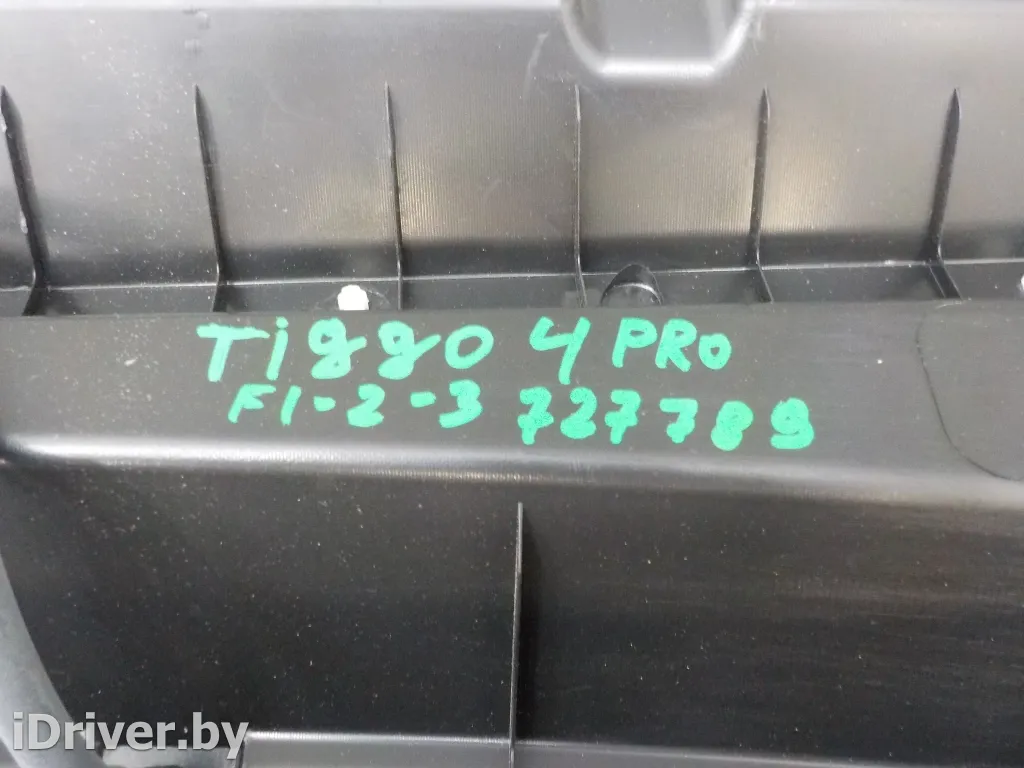 Tiggo 4 PRO
F1-2-3 727789
iDriver.by